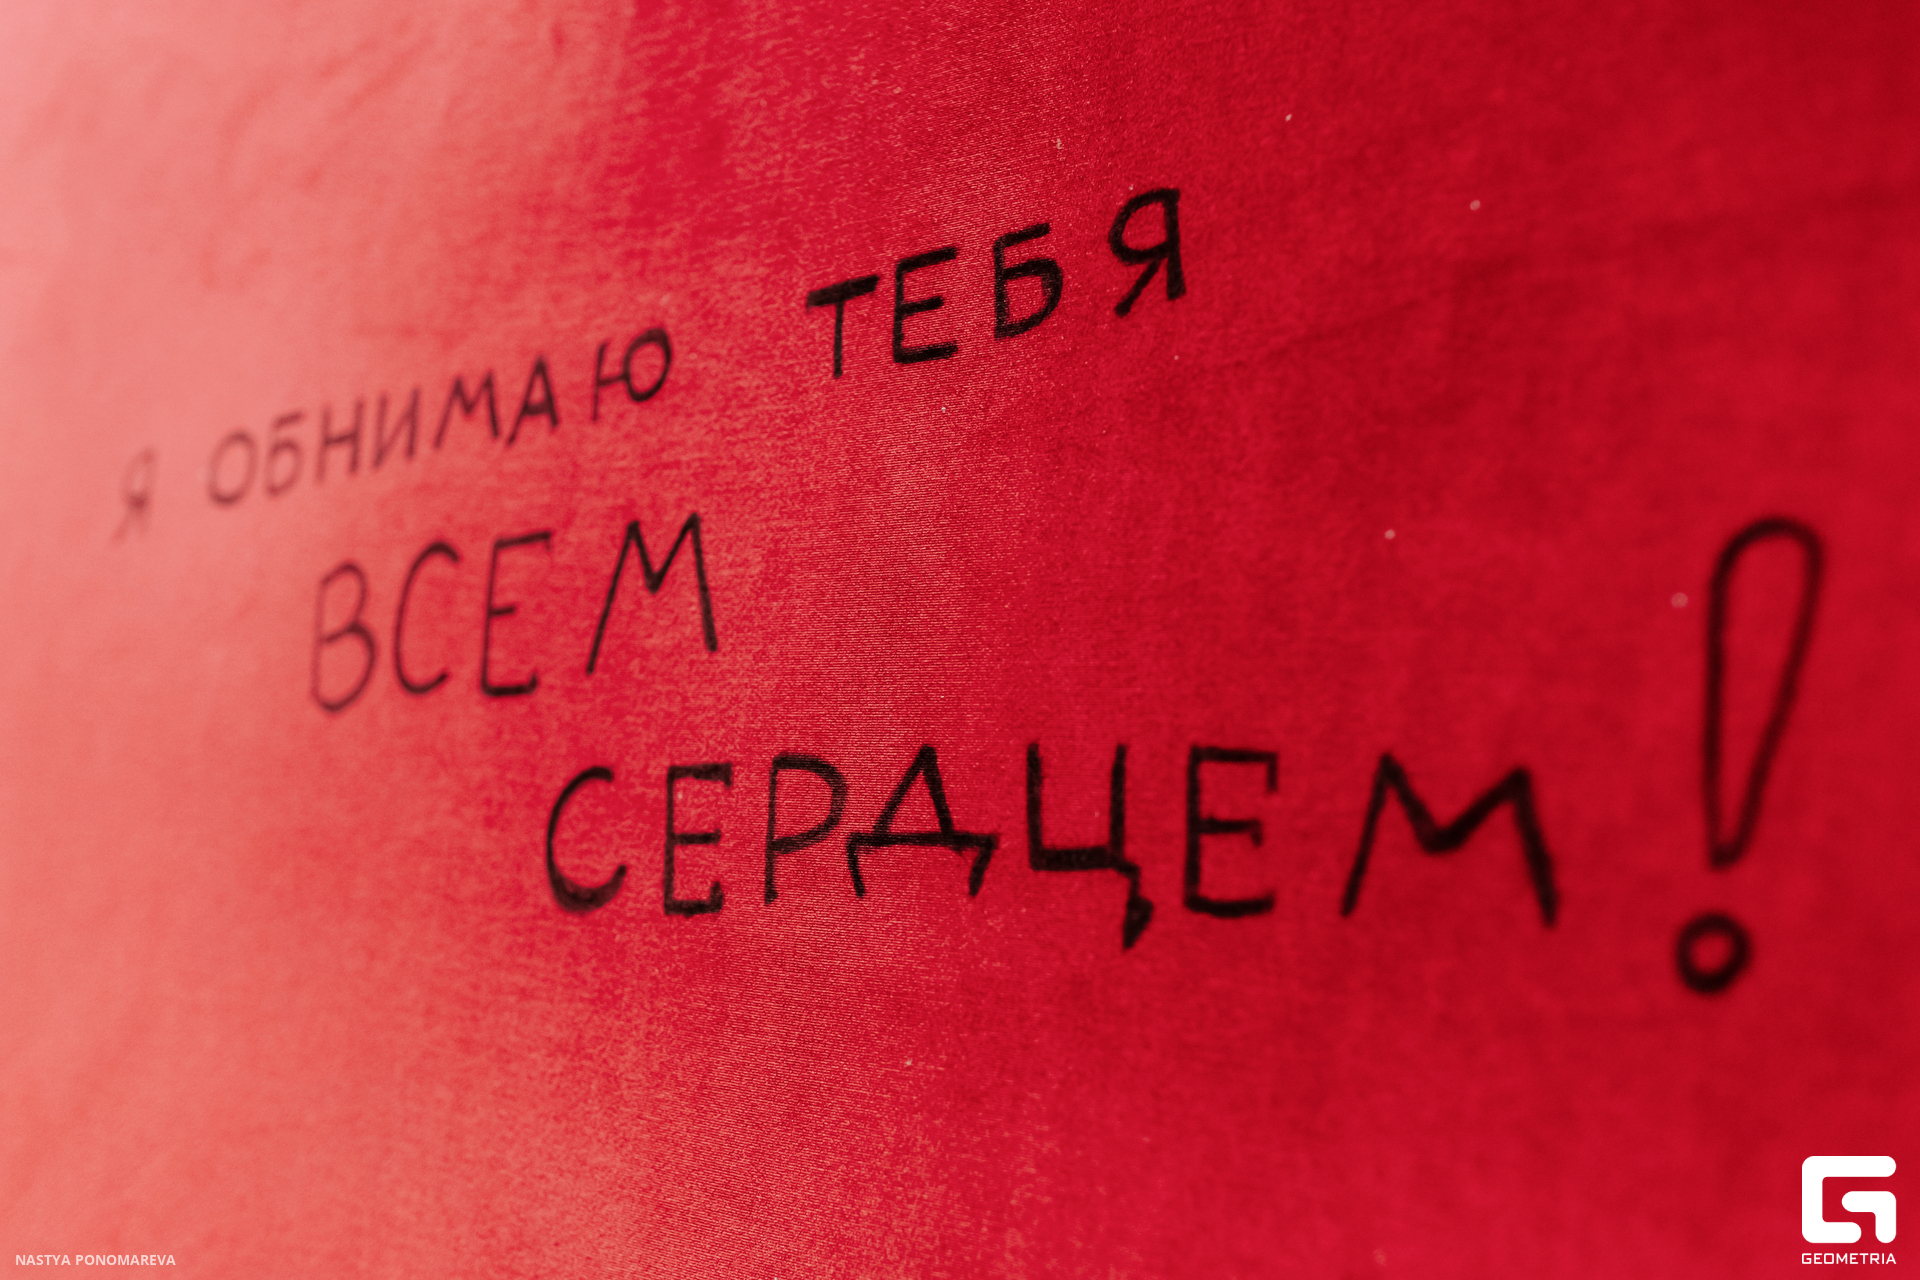 Я ОБНИМАЮ ТЕБЯ
ВСЕМ
СЕРДЦЕМ!
NASTYA PONOMAREVA
GEOMETRIA